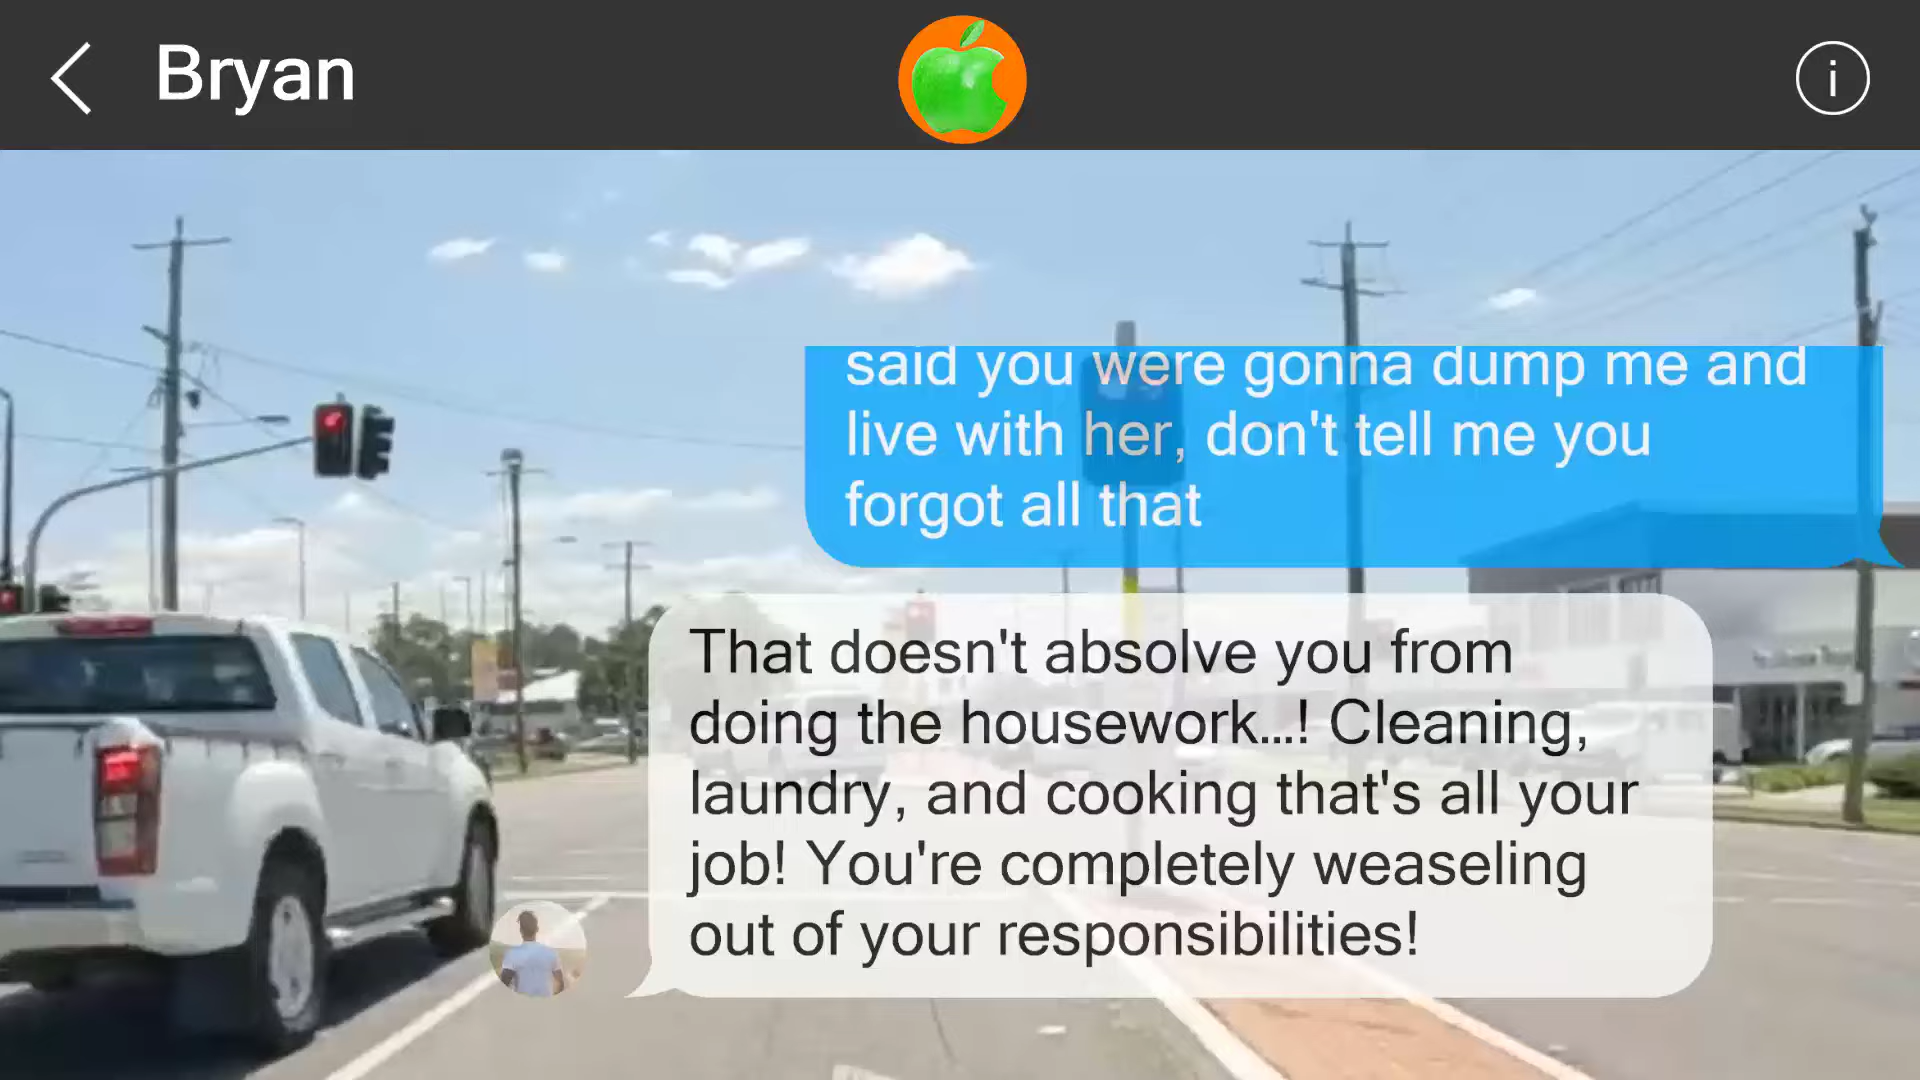 Bryan
said you were gonna dump me and
live with her, don't tell me you
forgot all that
That doesn't absolve you from
doing the housework...! Cleaning,
laundry, and cooking that's all your
job! You're completely weaseling
out of your responsibilities!